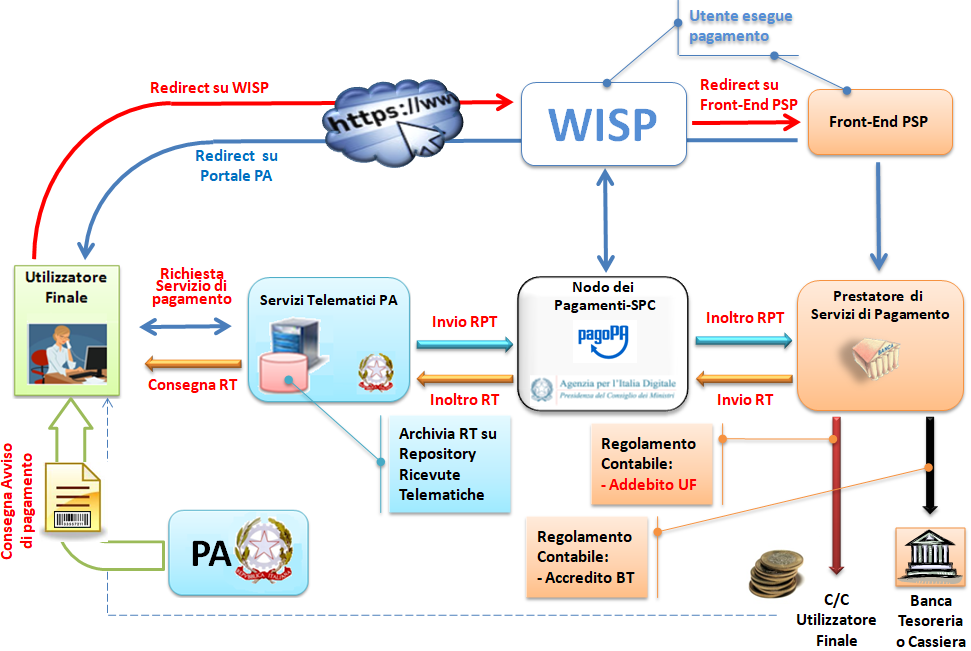 Utente esegue
pagamento
Redirect su WISP
https://www
WISP
Redirect su
Front-End PSP
Front-End PSP
Redirect su
Portale PA
Utilizzatore
Finale
Richiesta
Servizio di
pagamento
Consegna RT
Servizi Telematici PA
Invio RPT
Inoltro RT
Nodo dei
Pagamenti-SPC
pagoPA
Agenzia per l'Italia Digitale
Presidenza del Consiglio dei Ministri
Inoltro RPT
Invio RT
Prestatore di
Servizi di Pagamento
BANCA
Archivia RT su
Repository
Ricevute
Telematiche
Regolamento
Contabile:
- Addebito UF
Regolamento
Contabile:
- Accredito BT
Consegna Avviso
di pagamento
PA
REPVBBLICA ITALIANA
C/C
Utilizzatore
Finale
Banca
Tesoreria
o Cassiera